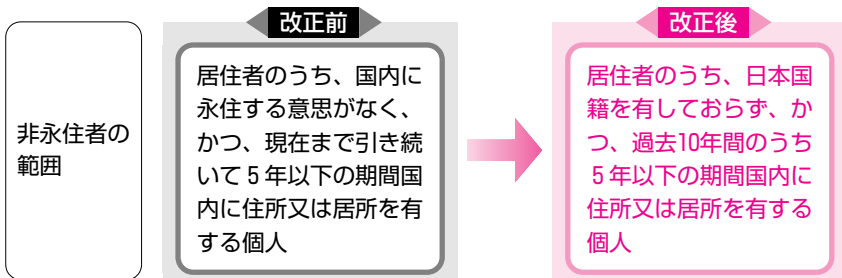 非永住者の
範囲
改正前
居住者のうち、国内に
永住する意思がなく、
かつ、現在まで引き続
いて5年以下の期間国
内に住所又は居所を有
する個人
改正後
居住者のうち、日本国
籍を有しておらず、か
つ、過去10年間のうち
5年以下の期間国内に
住所又は居所を有する
個人